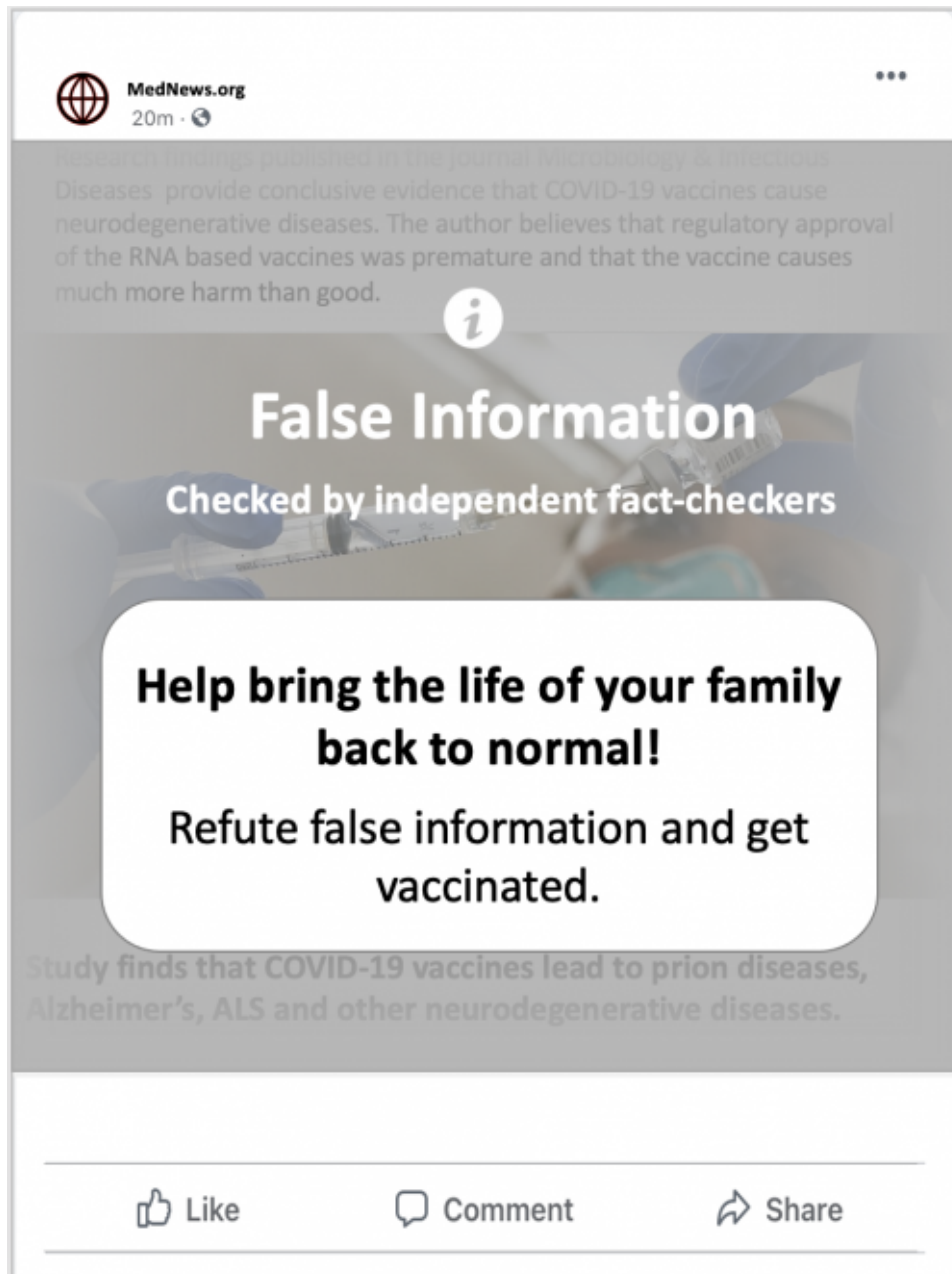 MedNews.org
20m ·
Research findings published in the journal Microbiology & Infectious
Diseases provide conclusive evidence that COVID-19 vaccines cause
neurodegenerative diseases. The author believes that regulatory approval
of the RNA based vaccines was premature and that the vaccine causes
much more harm than good.
i
False Information
Checked by independent fact-checkers
Help bring the life of your family
back to normal!
Refute false information and get
vaccinated.
Study finds that COVID-19 vaccines lead to prion diseases,
Alzheimer's, ALS and other neurodegenerative diseases.
Like Comment Share